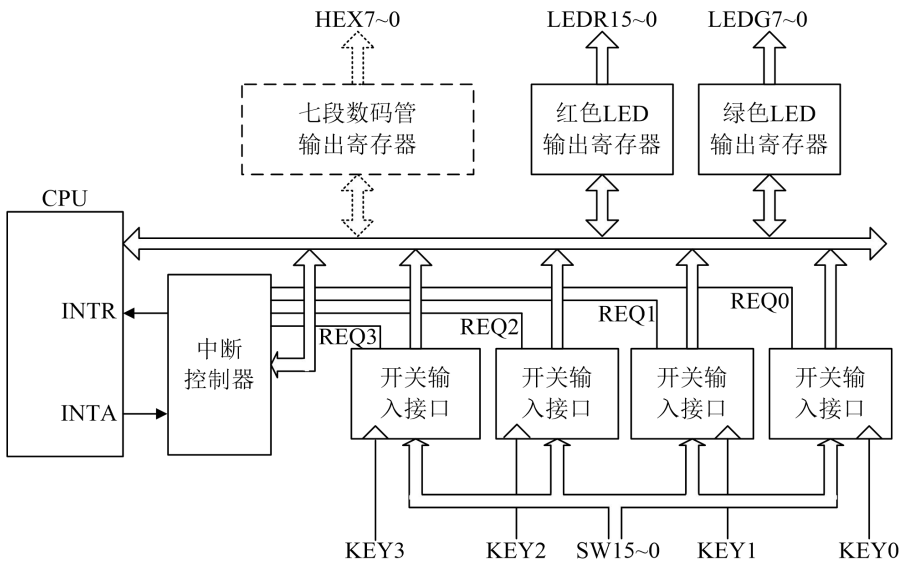 HEX7~0
LEDR15~0
LEDG7~0
七段数码管
输出寄存器
红色LED
输出寄存器
绿色LED
输出寄存器
CPU
INTR
INTA
中断
控制器
REQ3
REQ2
REQ1
REQ0
开关输
入接口
开关输
入接口
开关输
入接口
开关输
入接口
KEY3
KEY2
SW15~0
KEY1
KEY0